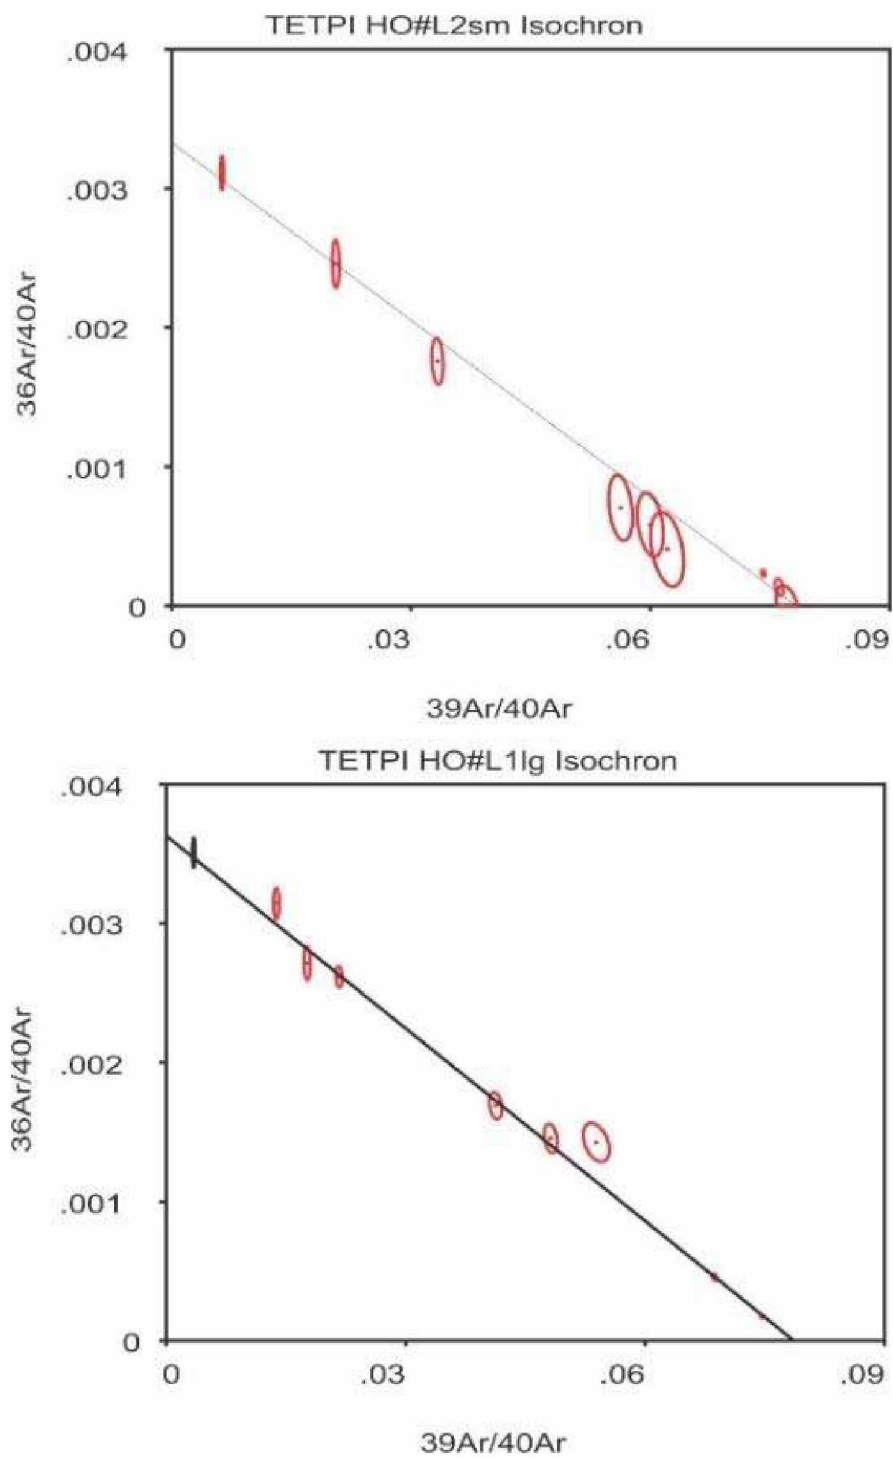 TETPI HO#L2sm Isochron
.004
.003
.002
.001
0
36Ar/40Ar
0 .03 .06 .09
39Ar/40Ar
TETPI HO#L1lg Isochron
.004
.003
.002
.001
0
36Ar/40Ar
0 .03 .06 .09
39Ar/40Ar